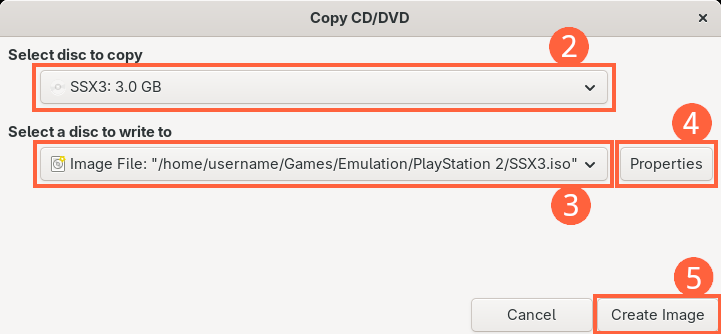 Copy CD/DVD
Select disc to copy
2
SSX3: 3.0 GB
Select a disc to write to
4
Image File: "/home/username/Games/Emulation/PlayStation 2/SSX3.iso"
Properties
3
5
Cancel
Create Image